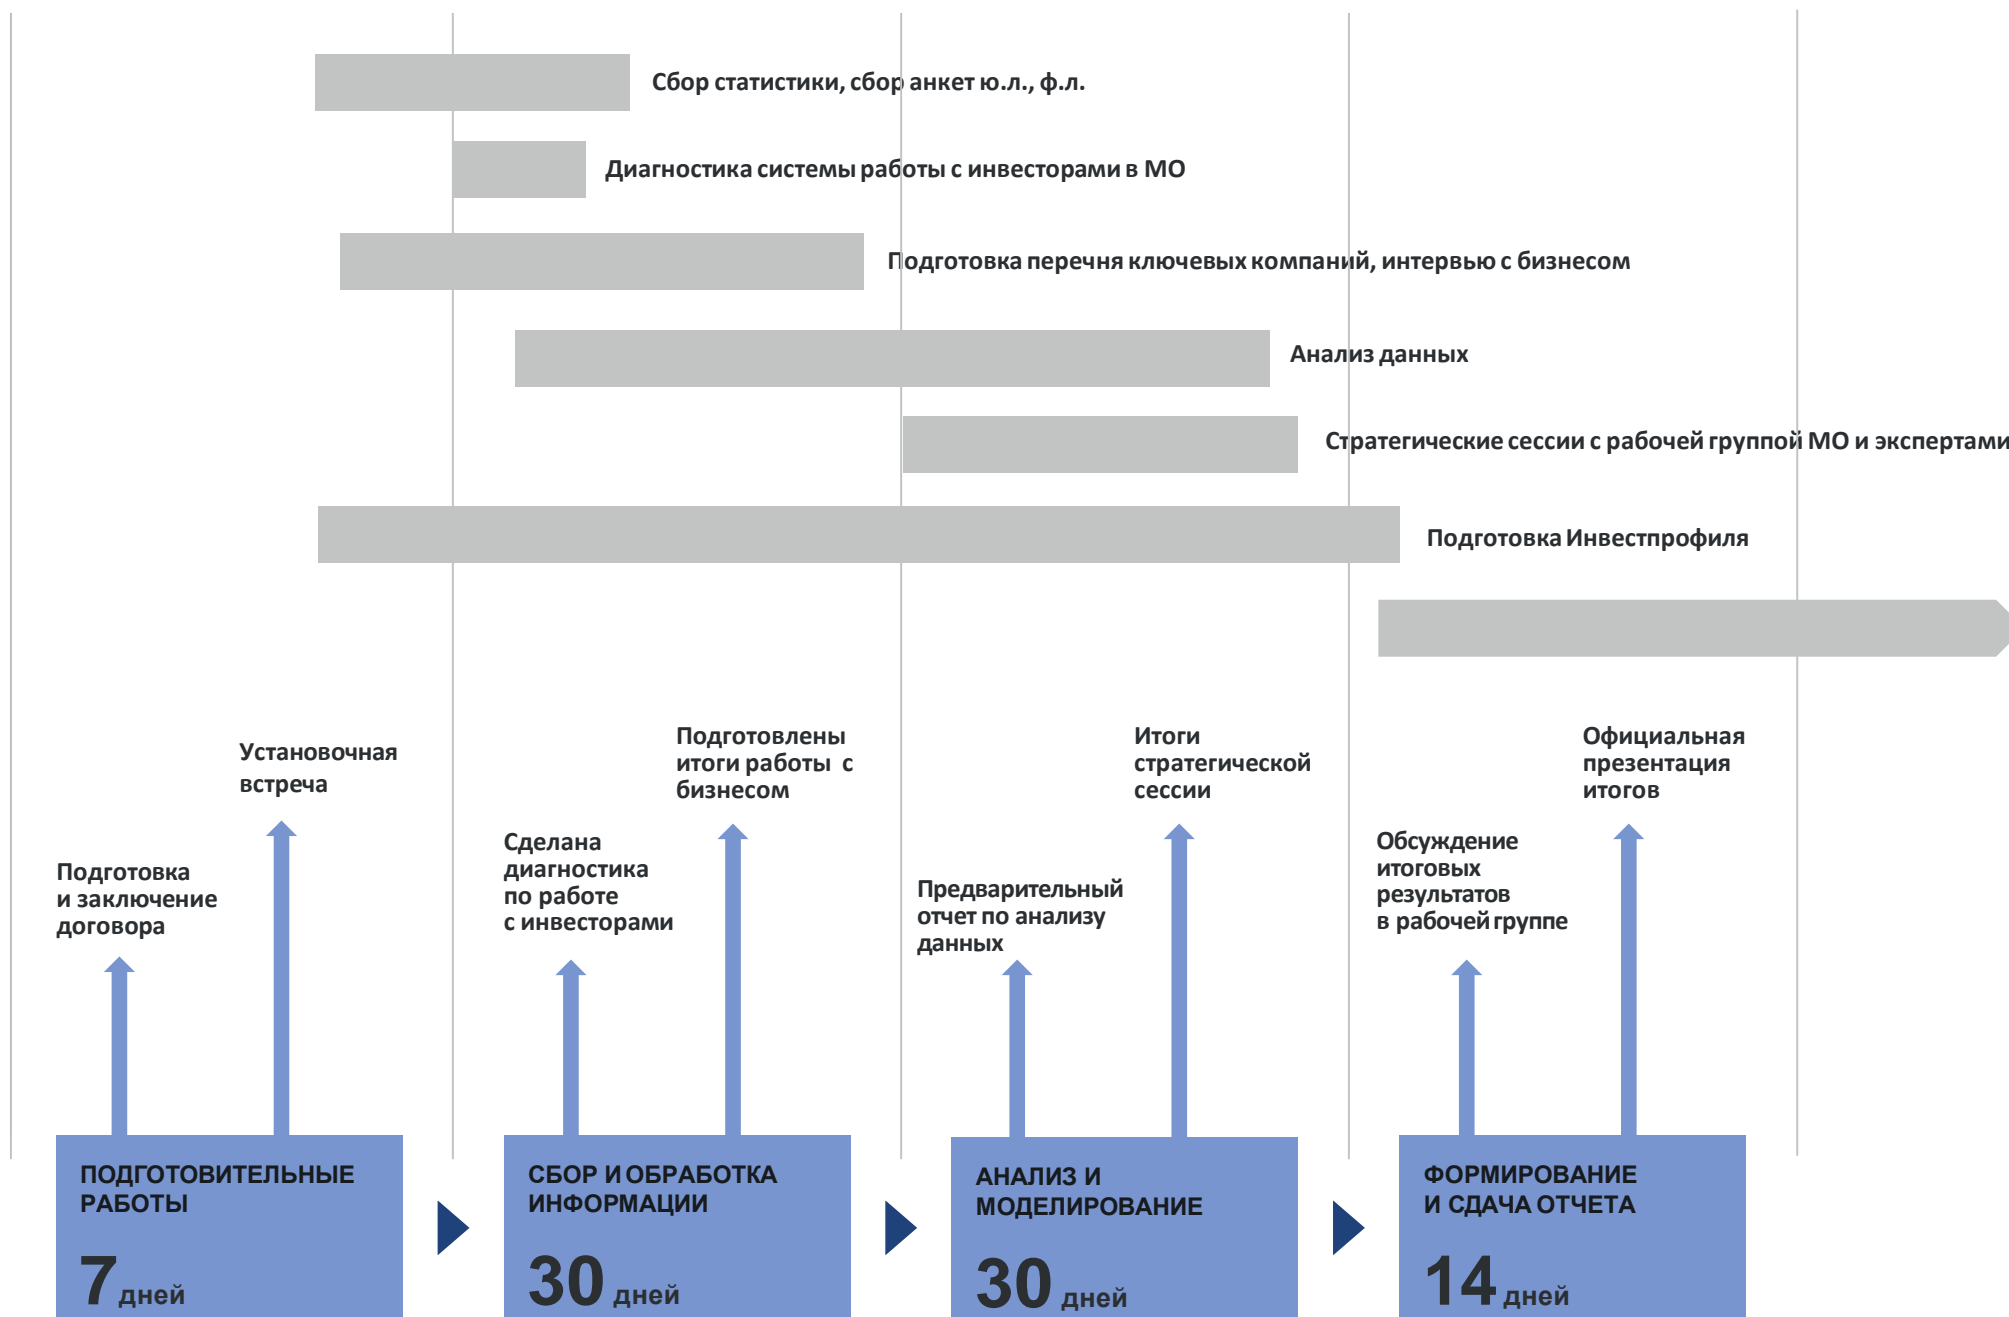 Сбор статистики, сбор анкет ю.л., ф.л.
Диагностика системы работы с инвесторами в МО
Подготовка перечня ключевых компаний, интервью с бизнесом
Анализ данных
Стратегические сессии с рабочей группой МО и экспертами
Подготовка Инвестпрофиля
Подготовка
и заключение
договора
Установочная
встреча
Сделана
диагностика
по работе
с инвесторами
Подготовлены
итоги работы с
бизнесом
Предварительный
отчет по анализу
данных
Итоги
стратегической
сессии
Обсуждение
итоговых
результатов
в рабочей группе
Официальная
презентация
итогов
ПОДГОТОВИТЕЛЬНЫЕ
РАБОТЫ
7 дней
СБОР И ОБРАБОТКА
ИНФОРМАЦИИ
30 дней
АНАЛИЗ И
МОДЕЛИРОВАНИЕ
30 дней
ФОРМИРОВАНИЕ
И СДАЧА ОТЧЕТА
14 дней